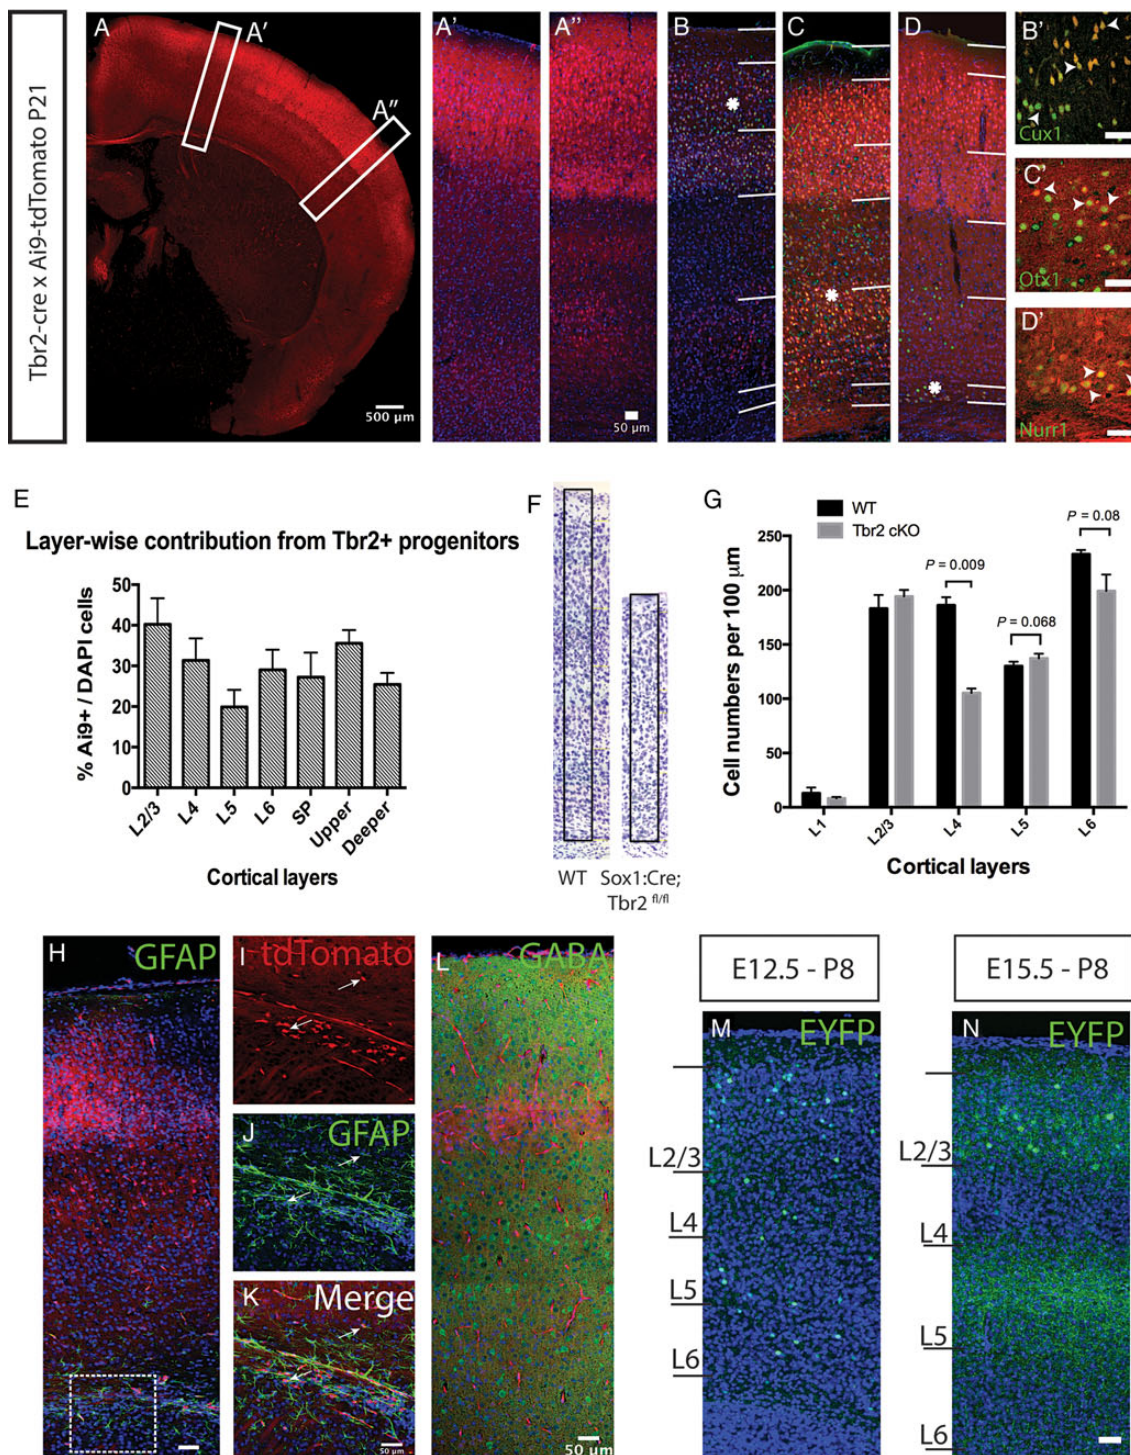 Tbr2-cre x Ai9-tdTomato P21
A
A'
A''
500 µm
A'
A''
50 µm
B
C
D
B'
Cux1
C'
Otx1
D'
Nurr1
E
Layer-wise contribution from Tbr2+ progenitors
% Ai9+ / DAPI cells
50
40
30
20
10
0
L2/3
L4
L5
L6
SP
Upper
Deeper
Cortical layers
F
WT
Sox1:Cre;
Tbr2 fl/fl
G
WT
Tbr2 cKO
Cell numbers per 100 µm
250
200
150
100
50
0
P = 0.009
P = 0.068
P = 0.08
L1
L2/3
L4
L5
L6
Cortical layers
H
GFAP
I
tdTomato
J
GFAP
K
Merge
50 µm
L
GABA
50 µm
E12.5 - P8
M
EYFP
L2/3
L4
L5
L6
E15.5 - P8
N
EYFP
L2/3
L4
L5
L6